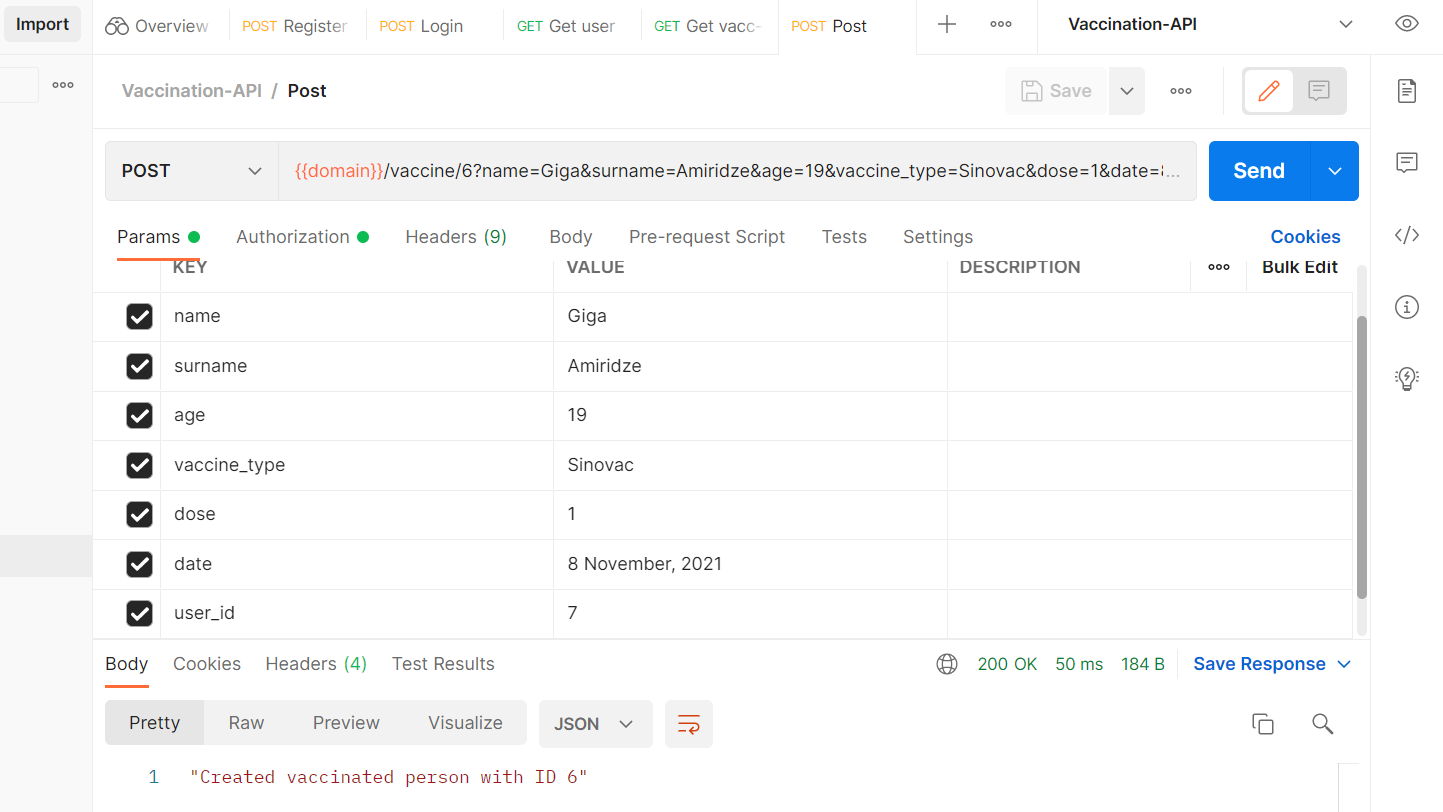 Import
Overview POST Register POST Login GET Get user GET Get vacc POST Post Vaccination-API
Vaccination-API / Post Save
POST {{domain}}/vaccine/6?name=Giga&surname=Amiridze&age=19&vaccine_type=Sinovac&dose=1&date=8... Send
Params Authorization Headers (9) Body Pre-request Script Tests Settings Cookies
KEY VALUE DESCRIPTION Bulk Edit
name Giga
surname Amiridze
age 19
vaccine_type Sinovac
dose 1
date 8 November, 2021
user_id 7
Body Cookies Headers (4) Test Results 200 OK 50 ms 184 B Save Response
Pretty Raw Preview Visualize JSON
1 "Created vaccinated person with ID 6"